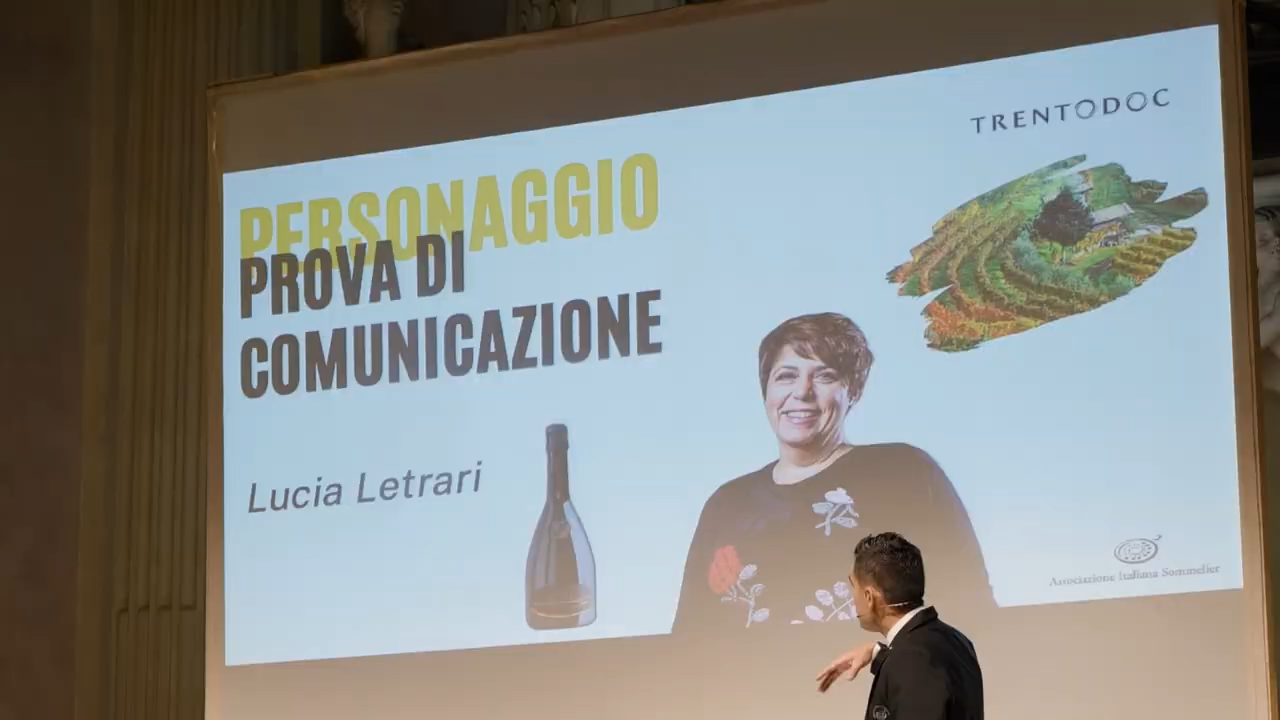 TRENTODOC
PERSONAGGIO
PROVA DI
COMUNICAZIONE
Lucia Letrari
Associazione Italiana Sommelier